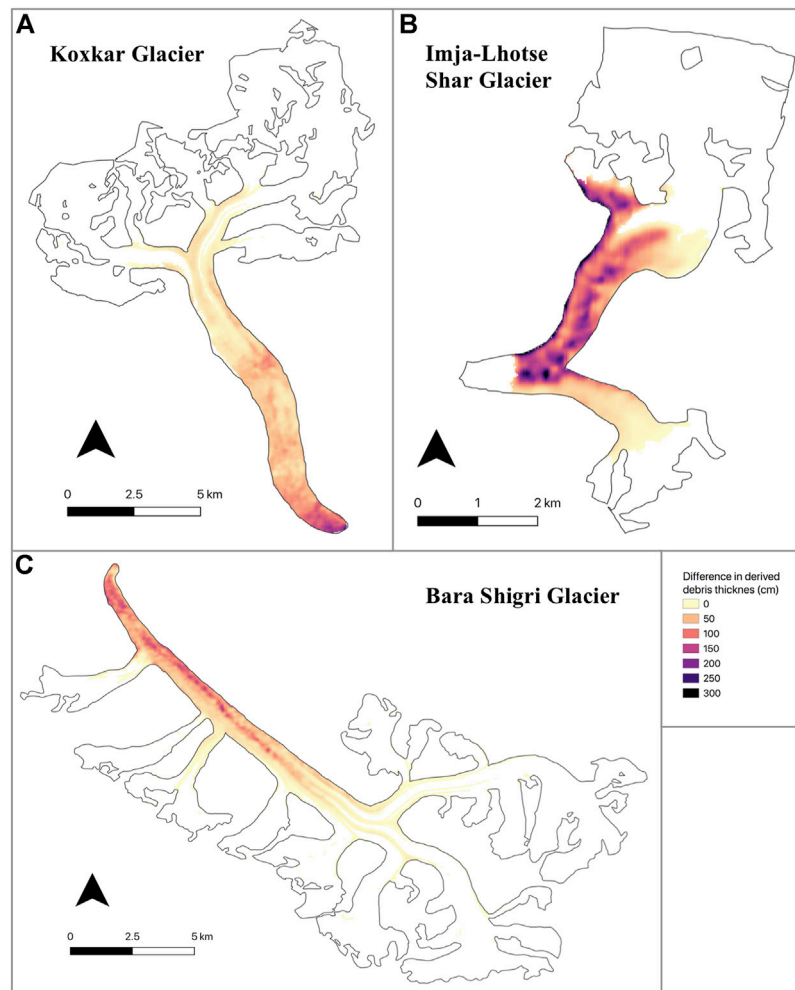 A
Koxkar Glacier
0 2.5 5 km
B
Imja-Lhotse
Shar Glacier
0 1 2 km
C
Bara Shigri Glacier
0 2.5 5 km
Difference in derived
debris thicknes (cm)
0
50
100
150
200
250
300